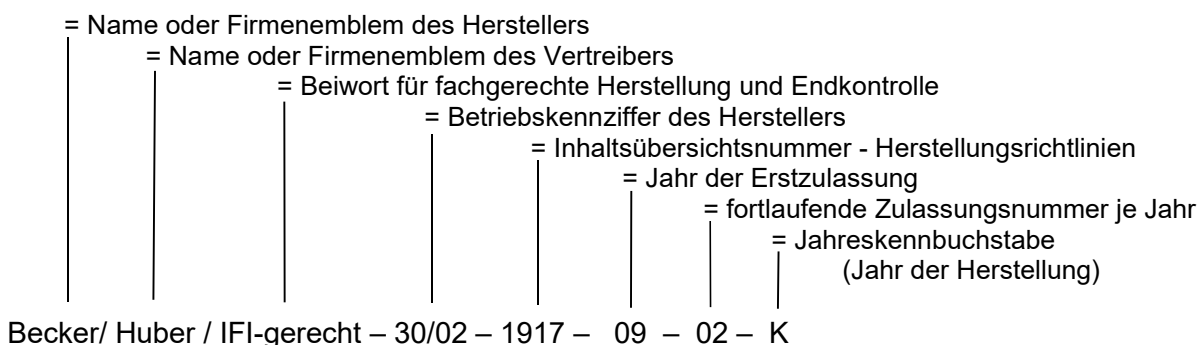 = Name oder Firmenemblem des Herstellers
= Name oder Firmenemblem des Vertreibers
= Beiwort für fachgerechte Herstellung und Endkontrolle
= Betriebskennziffer des Herstellers
= Inhaltsübersichtsnummer - Herstellungsrichtlinien
= Jahr der Erstzulassung
= fortlaufende Zulassungsnummer je Jahr
= Jahreskennbuchstabe
(Jahr der Herstellung)
Becker/ Huber / IFI-gerecht – 30/02 – 1917 – 09 – 02 – K